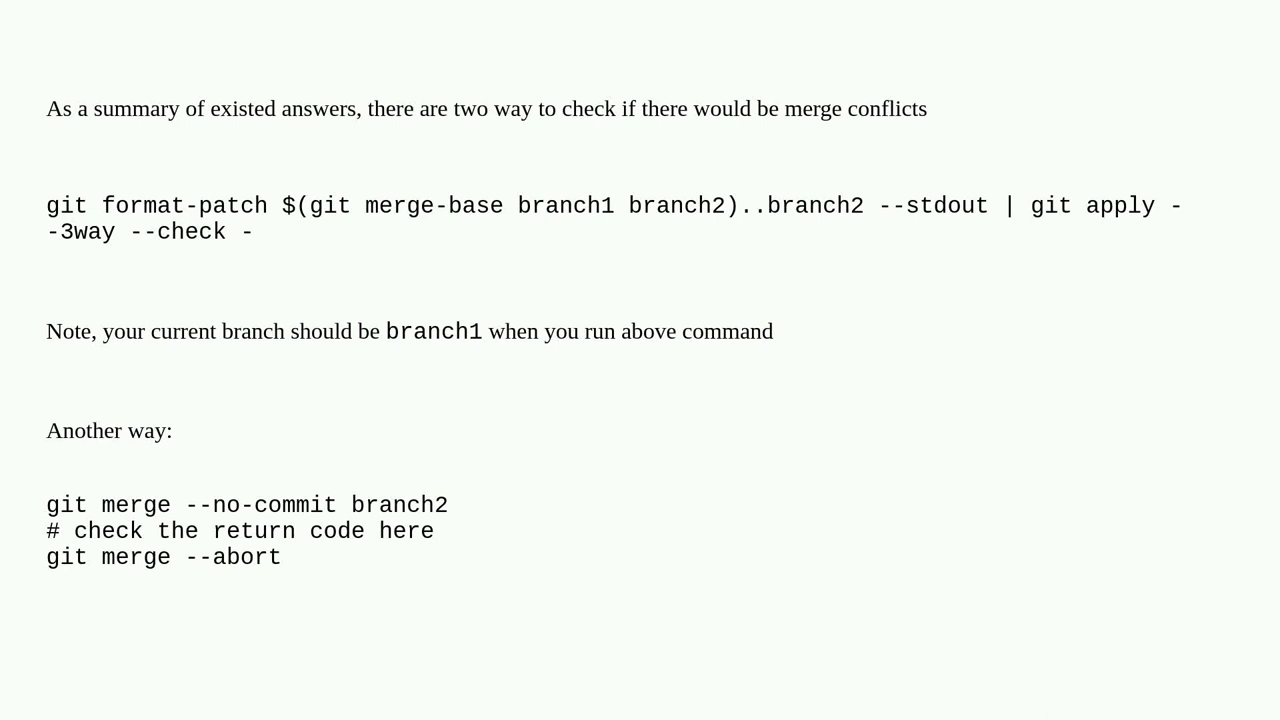 As a summary of existed answers, there are two way to check if there would be merge conflicts
git format-patch $(git merge-base branch1 branch2)..branch2 --stdout | git apply -
-3way --check -
Note, your current branch should be branch1 when you run above command
Another way:
git merge --no-commit branch2
# check the return code here
git merge --abort